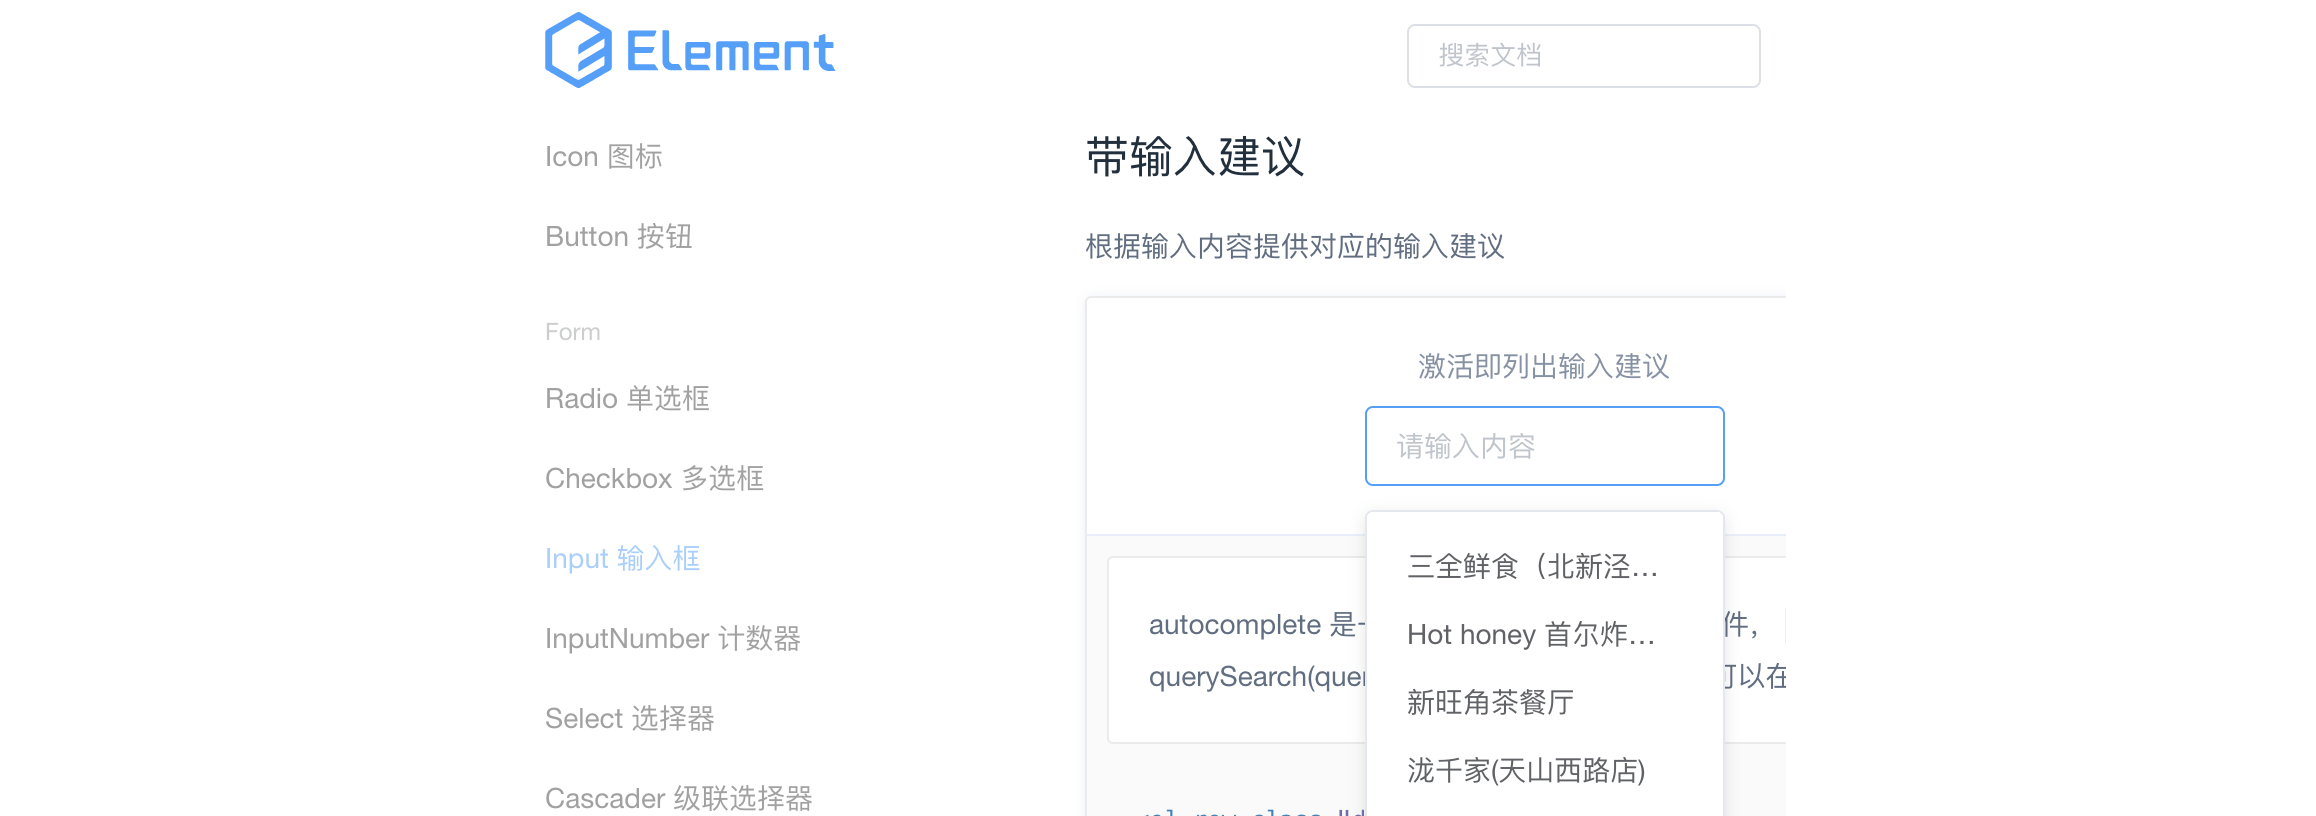 Element
搜索文档
Icon 图标
Button 按钮
Form
Radio 单选框
Checkbox 多选框
Input 输入框
InputNumber 计数器
Select 选择器
Cascader 级联选择器
带输入建议
根据输入内容提供对应的输入建议
激活即列出输入建议
请输入内容
三全鲜食（北新泾...
Hot honey 首尔炸...
新旺角茶餐厅
泷千家(天山西路店)
autocomplete 是 件，
querySearch(quer 可以在